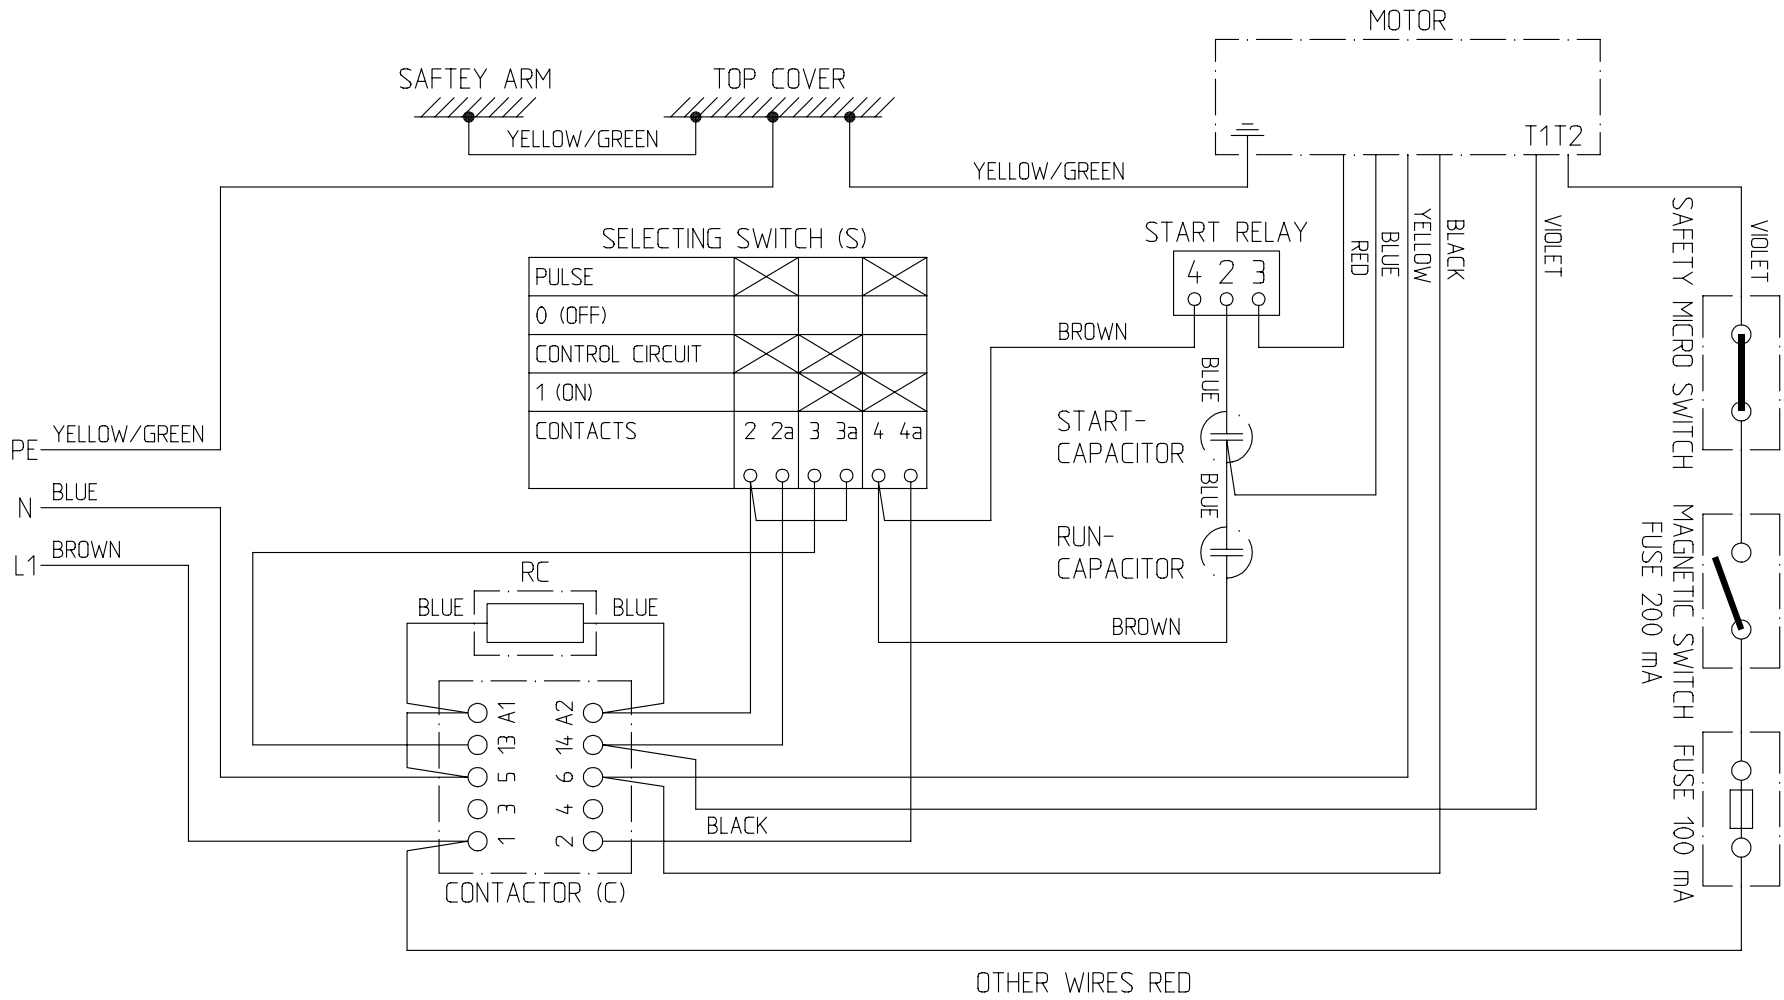 MOTOR
SAFTEY ARM
TOP COVER
YELLOW/GREEN
T1 T2
YELLOW/GREEN
SELECTING SWITCH (S)
PULSE
0 (OFF)
CONTROL CIRCUIT
1 (ON)
CONTACTS
2 2a 3 3a 4 4a
START RELAY
4 2 3
BROWN
RED
BLUE
YELLOW
BLACK
VIOLET
VIOLET
SAFETY MICRO SWITCH
MAGNETIC SWITCH
FUSE 200 mA
FUSE 100 mA
BLUE
START-
CAPACITOR
BLUE
RUN-
CAPACITOR
BROWN
PE
YELLOW/GREEN
N
BLUE
L1
BROWN
RC
BLUE
BLUE
A1 A2
13 14
5 6
3 4
1 2
BLACK
CONTACTOR (C)
OTHER WIRES RED